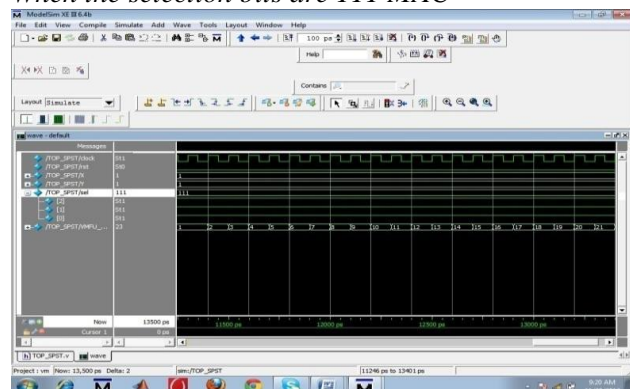 When the selection bits are 111 MAC
ModelSim XE III 6.4b
File Edit View Compile Simulate Add Wave Tools Layout Window Help
100 ps
Help
Contains
Layout Simulate
wave - default
Messages
/TOP_SPST/clock St1
/TOP_SPST/rst St0
/TOP_SPST/X 1 1
/TOP_SPST/Y 1 1
/TOP_SPST/sel 111 111
[2] St1
[1] St1
[0] St1
/TOP_SPST/VMFU_... 23 1 2 3 4 5 6 7 8 9 10 11 12 13 14 15 16 17 18 19 20 21
Now 13500 ps 11500 ps 12000 ps 12500 ps 13000 ps
Cursor 1 0 ps
TOP_SPST.v wave
Project : vm Now: 13,500 ps Delta: 2 sim:/TOP_SPST 11246 ps to 13401 ps
9:20 AM